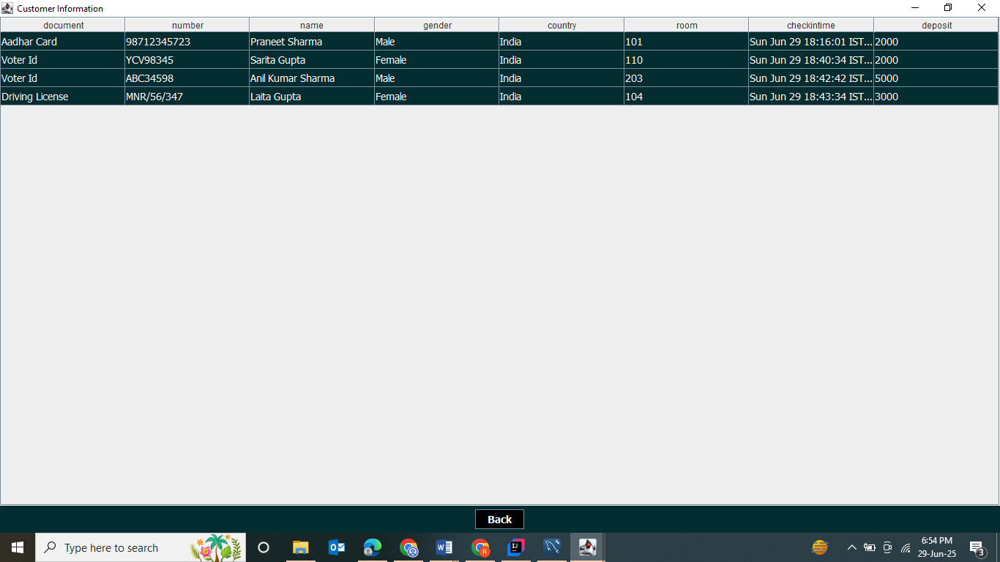 Customer Information
document number name gender country room checkintime deposit
Aadhar Card 98712345723 Praneet Sharma Male India 101 Sun Jun 29 18:16:01 IST... 2000
Voter Id YCV98345 Sarita Gupta Female India 110 Sun Jun 29 18:40:34 IST... 2000
Voter Id ABC34598 Anil Kumar Sharma Male India 203 Sun Jun 29 18:42:42 IST... 5000
Driving License MNR/56/347 Laita Gupta Female India 104 Sun Jun 29 18:43:34 IST... 3000
Back
Type here to search
6:54 PM
29-Jun-25
3